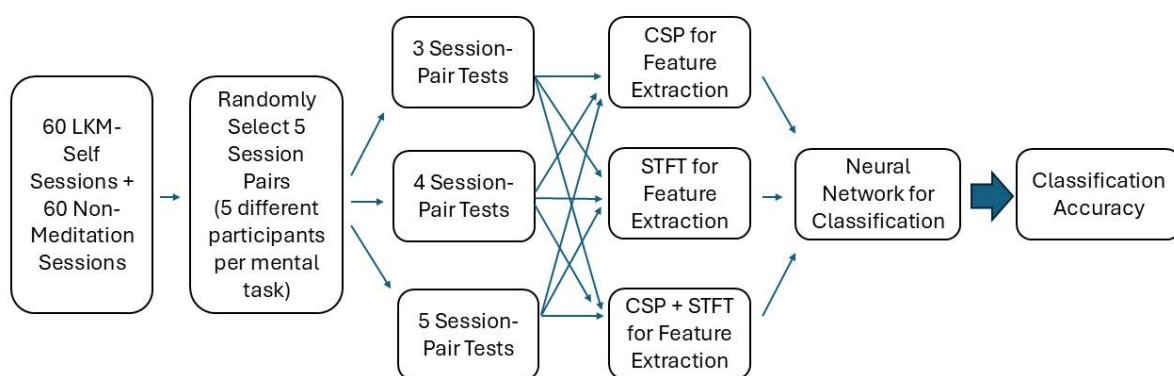 60 LKM-
Self
Sessions +
60 Non-
Meditation
Sessions
Randomly
Select 5
Session
Pairs
(5 different
participants
per mental
task)
3 Session-
Pair Tests
4 Session-
Pair Tests
5 Session-
Pair Tests
CSP for
Feature
Extraction
STFT for
Feature
Extraction
CSP + STFT
for Feature
Extraction
Neural
Network for
Classification
Classification
Accuracy